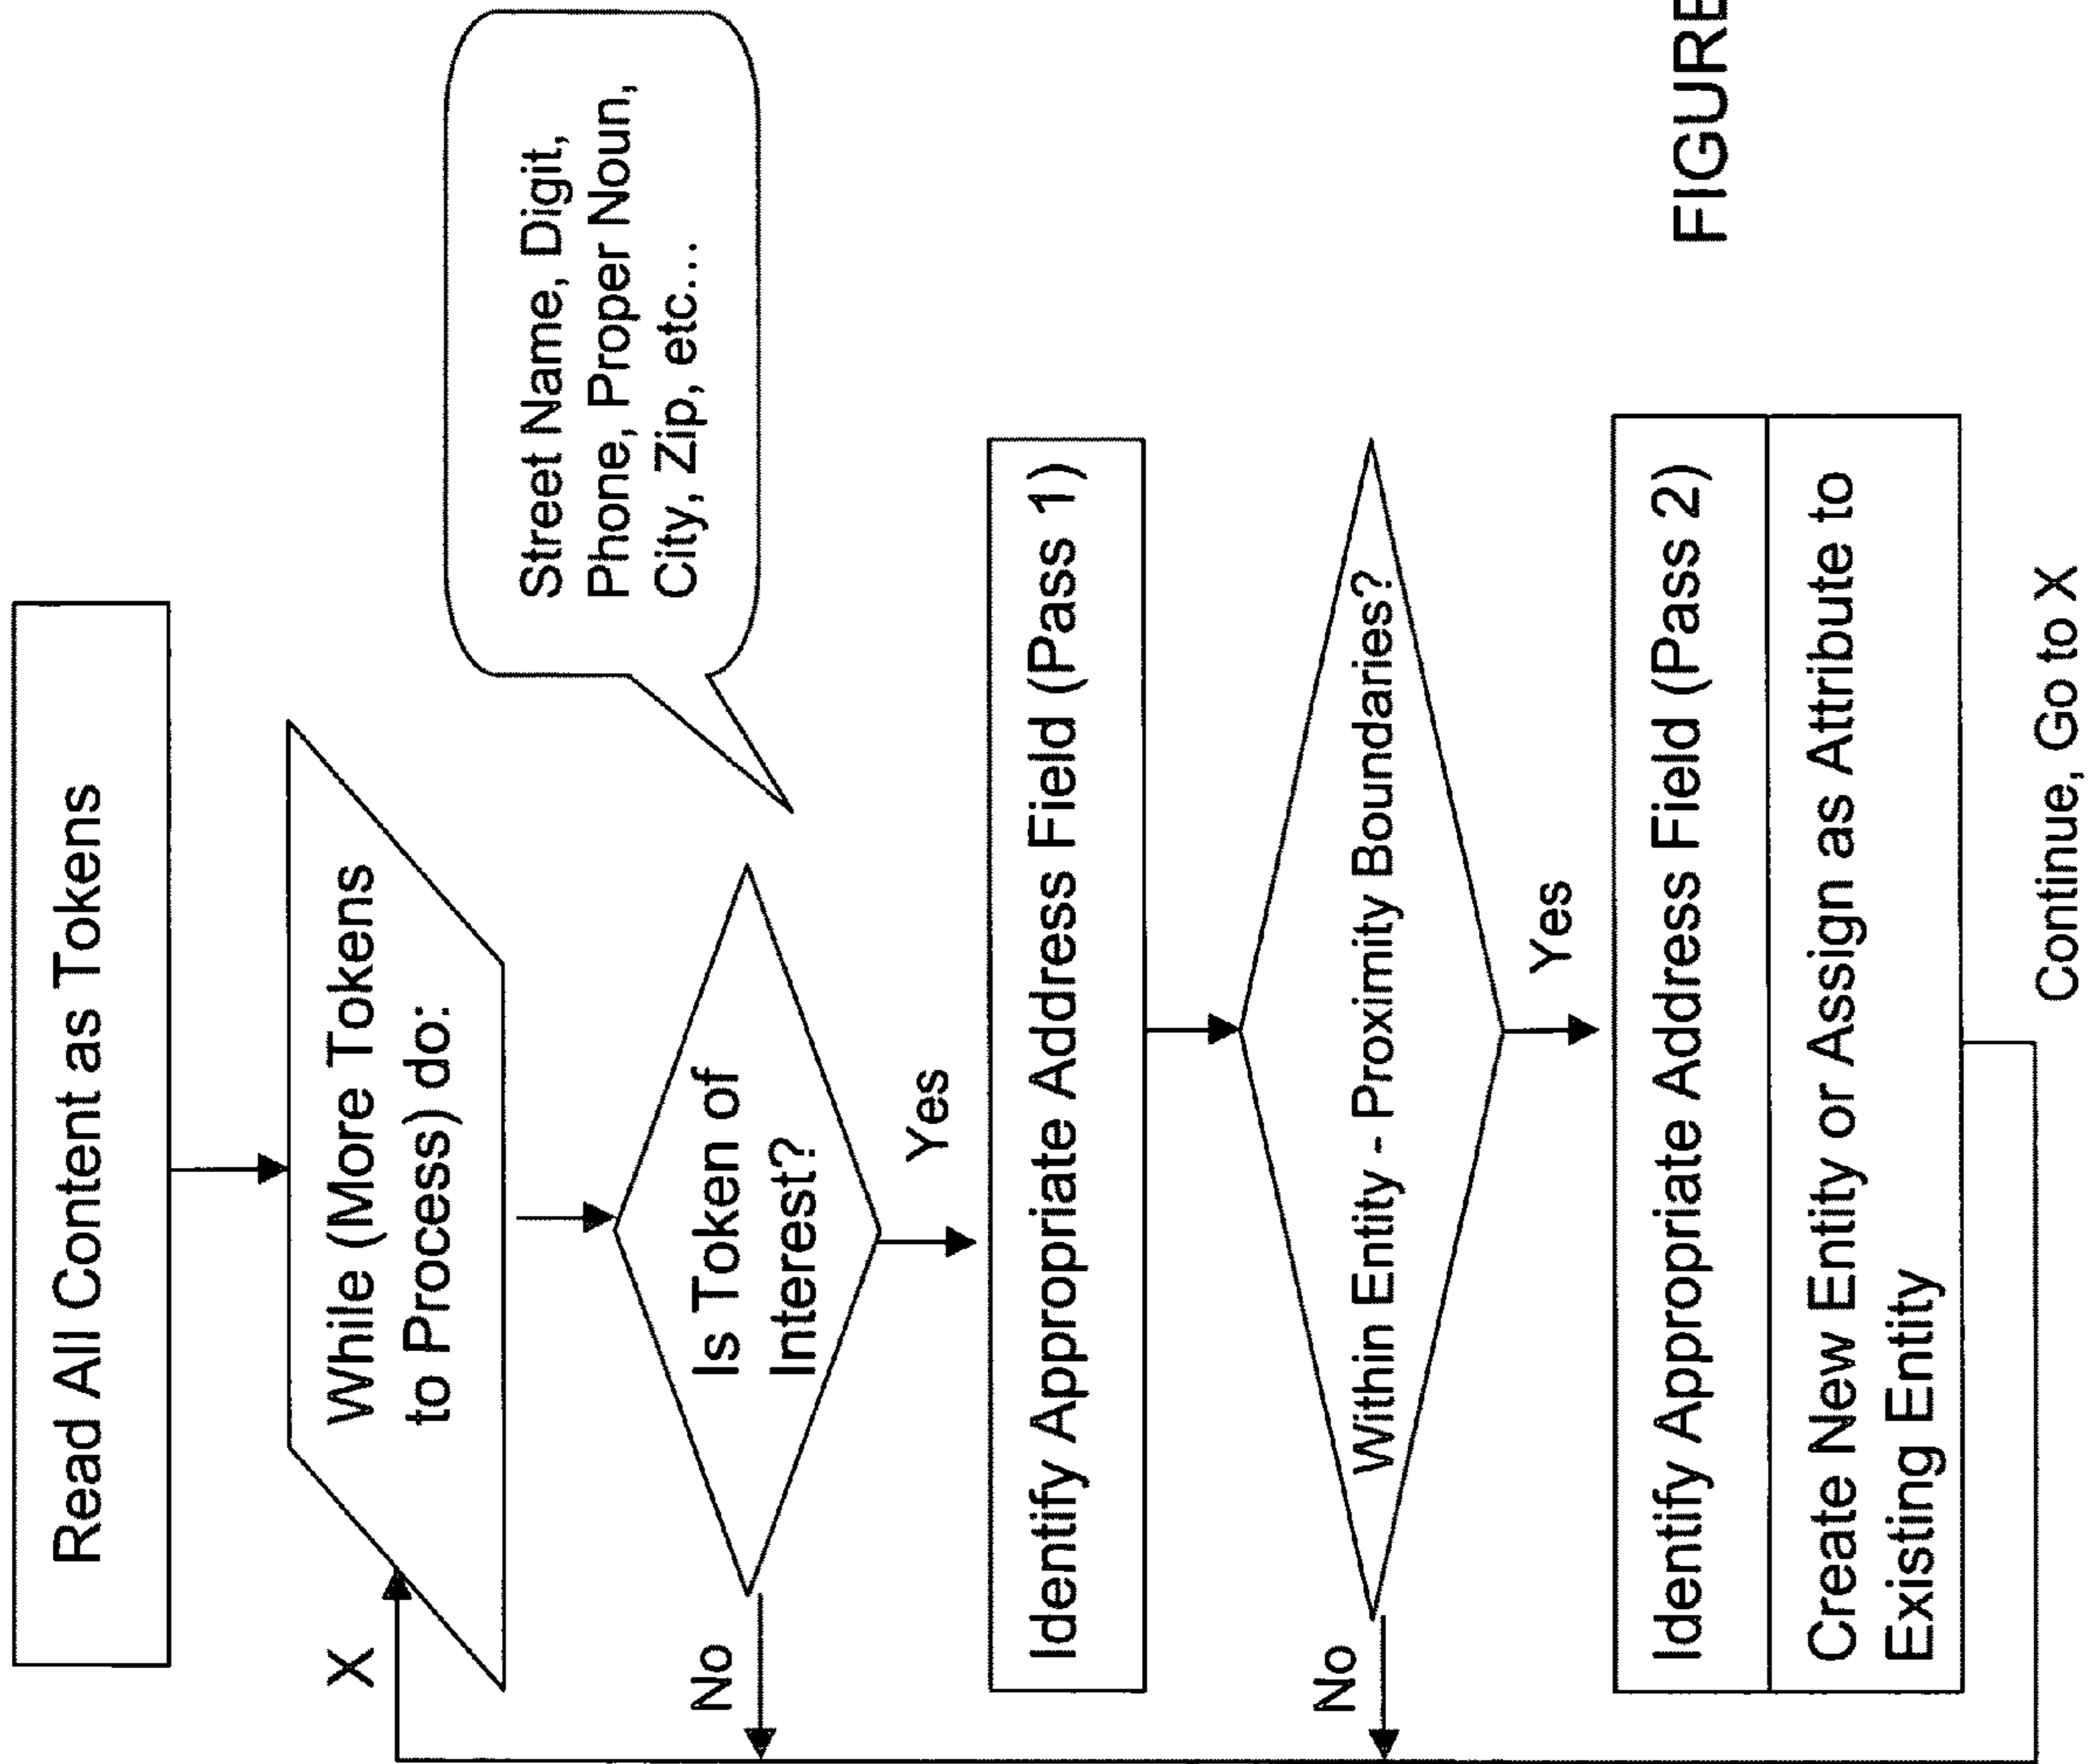 Read All Content as Tokens
X
While (More Tokens
to Process) do:
Is Token of
Interest?
No
Yes
Street Name, Digit,
Phone, Proper Noun,
City, Zip, etc...
Identify Appropriate Address Field (Pass 1)
Within Entity - Proximity Boundaries?
No
Yes
Identify Appropriate Address Field (Pass 2)
Create New Entity or Assign as Attribute to
Existing Entity
Continue, Go to X
FIGURE